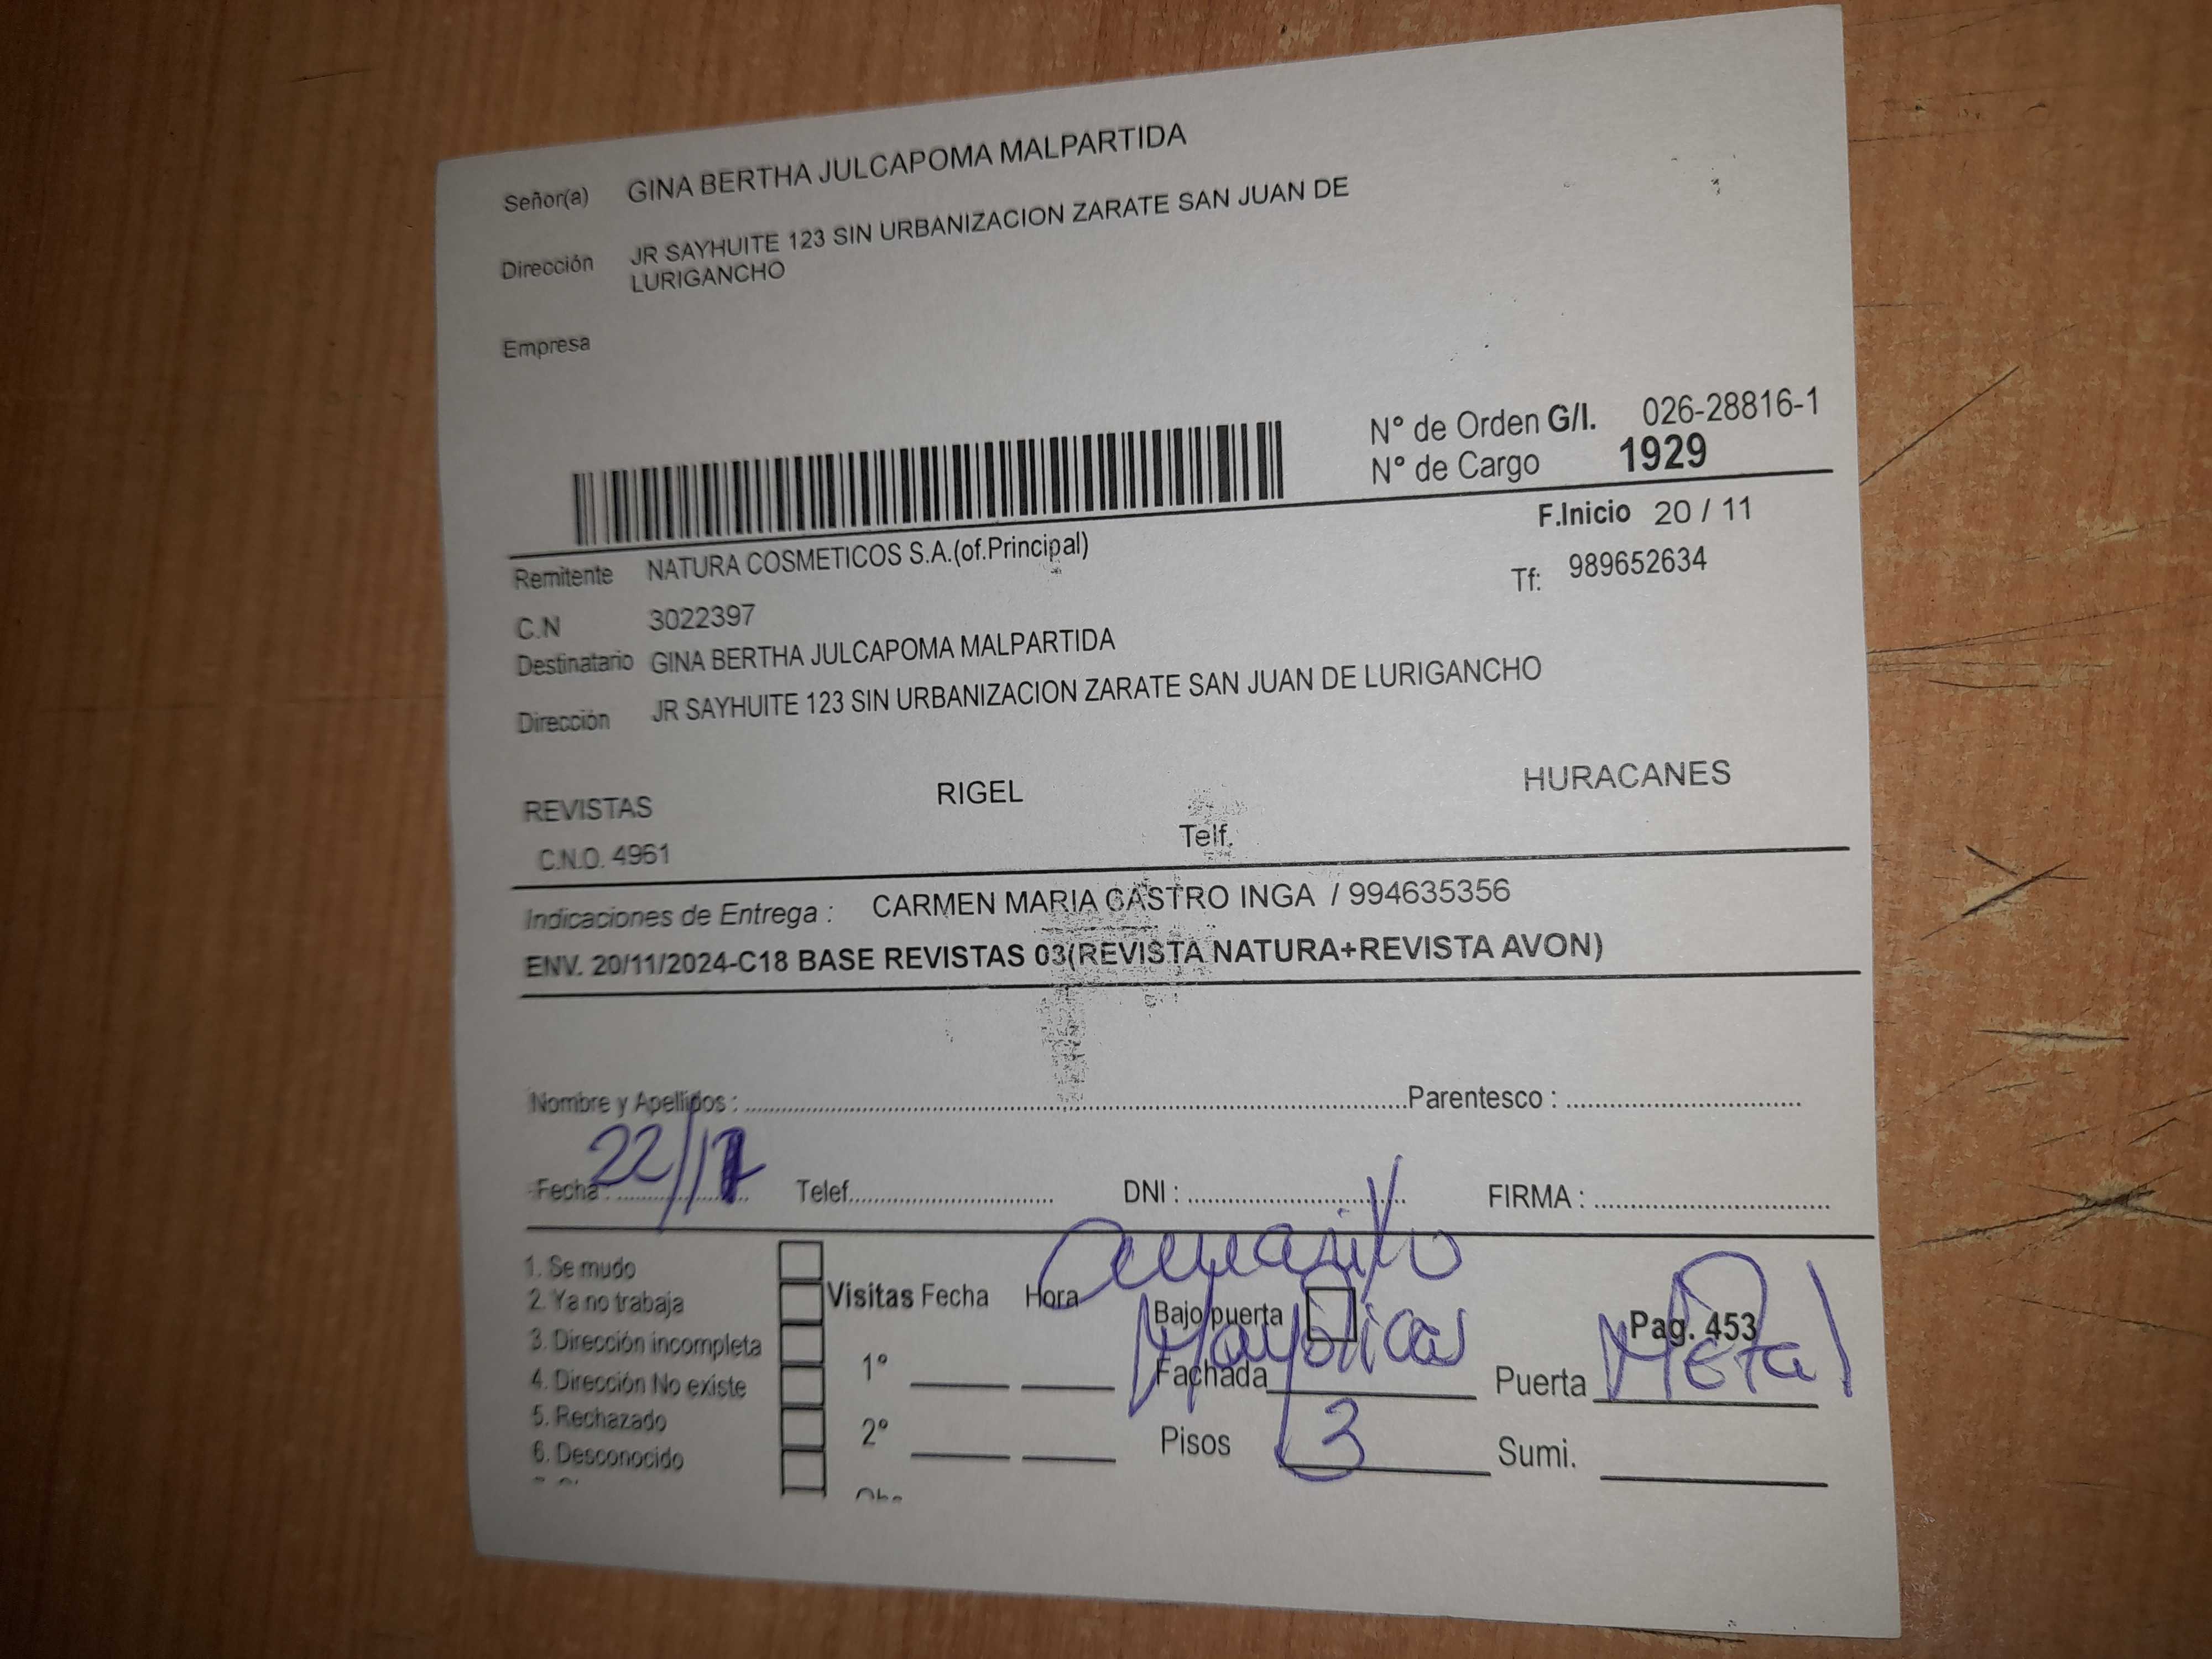 Señor(a) GINA BERTHA JULCAPOMA MALPARTIDA
Dirección JR SAYHUITE 123 SIN URBANIZACION ZARATE SAN JUAN DE
LURIGANCHO
Empresa
N° de Orden G/I. 026-28816-1
N° de Cargo 1929
F.Inicio 20 / 11
Remitente NATURA COSMETICOS S.A.(of.Principal)
Tf: 989652634
C.N 3022397
Destinatario GINA BERTHA JULCAPOMA MALPARTIDA
Dirección JR SAYHUITE 123 SIN URBANIZACION ZARATE SAN JUAN DE LURIGANCHO
REVISTAS RIGEL HURACANES
C.N.O. 4961 Telf.
Indicaciones de Entrega : CARMEN MARIA CASTRO INGA / 994635356
ENV. 20/11/2024-C18 BASE REVISTAS 03(REVISTA NATURA+REVISTA AVON)
Nombre y Apellidos : Parentesco :
Fecha : 22/11 Telef. DNI : FIRMA :
1. Se mudo
2. Ya no trabaja
3. Dirección incompleta
4. Dirección No existe
5. Rechazado
6. Desconocido
Visitas Fecha Hora
1°
2°
Bajo puerta Pag. 453
Fachada Mayolicas Puerta Metal
Pisos 3 Sumi.